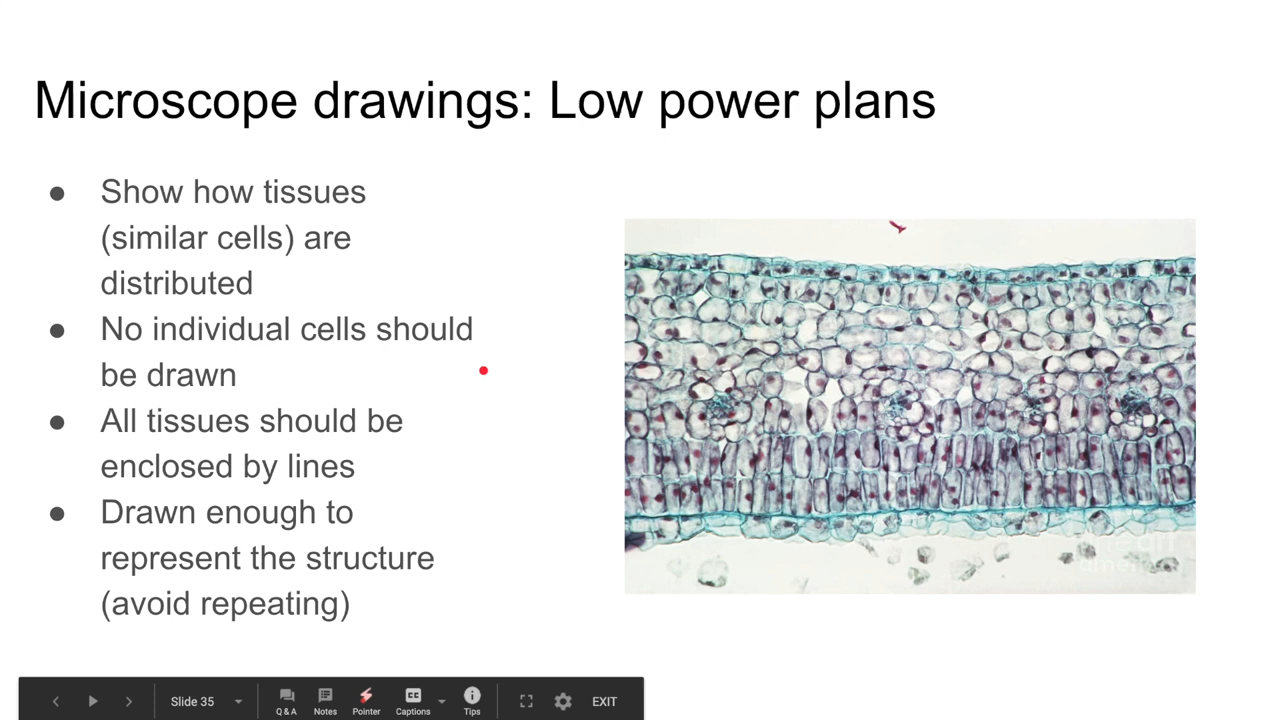 Microscope drawings: Low power plans
● Show how tissues
(similar cells) are
distributed
● No individual cells should
be drawn
● All tissues should be
enclosed by lines
● Drawn enough to
represent the structure
(avoid repeating)
Slide 35
Q & A
Notes
Pointer
CC
Captions
Tips
EXIT